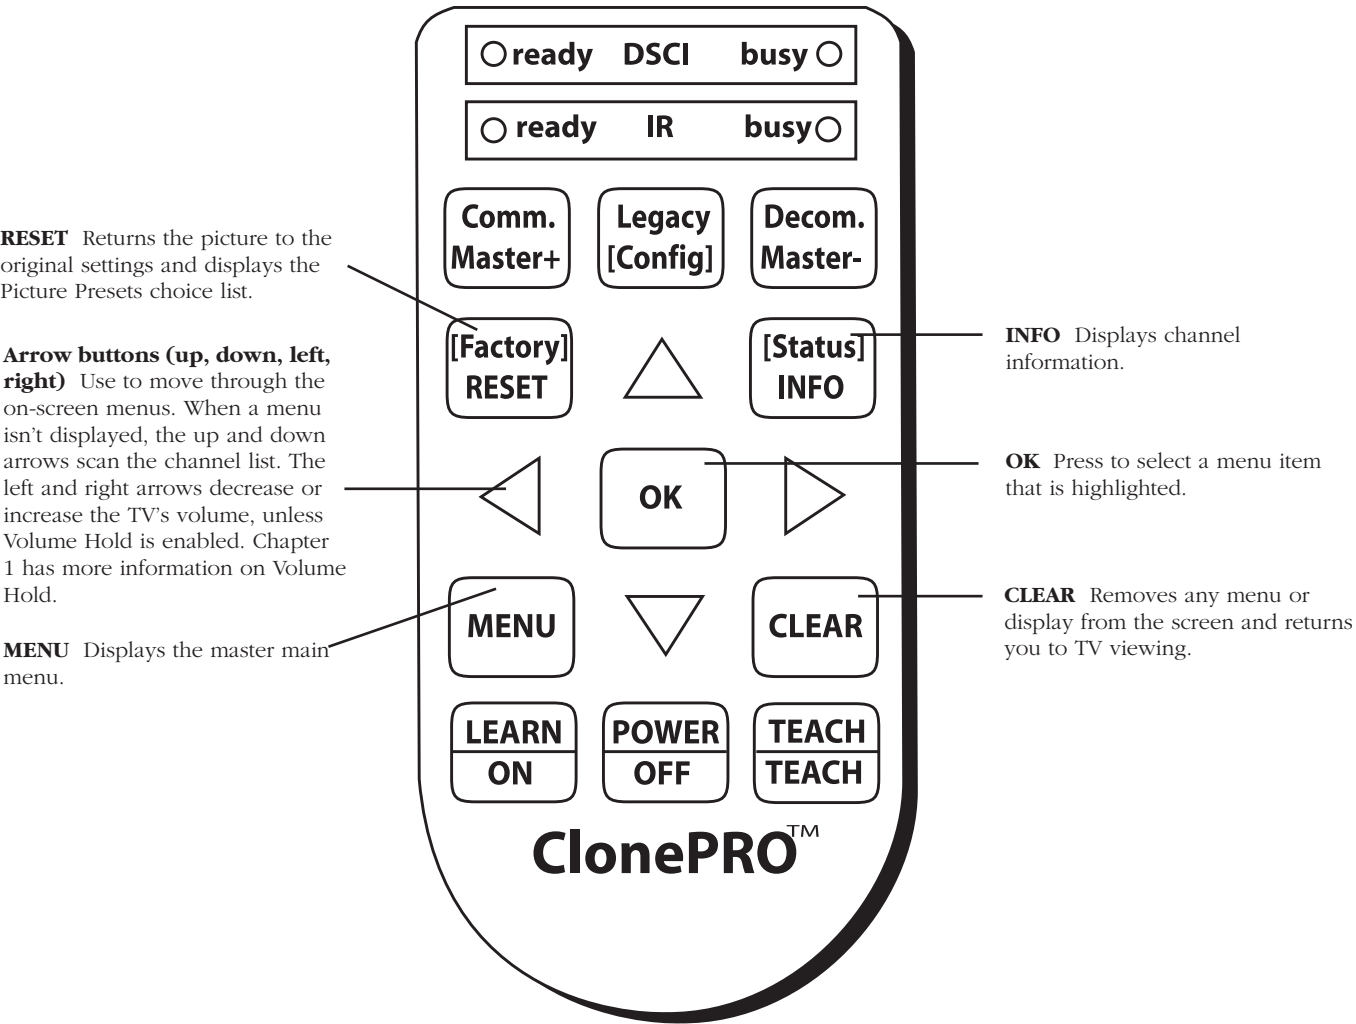 ready DSCI busy
ready IR busy
Comm.
Master+
Legacy
[Config]
Decom.
Master-
RESET Returns the picture to the
original settings and displays the
Picture Presets choice list.
[Factory]
RESET
[Status]
INFO
INFO Displays channel
information.
Arrow buttons (up, down, left,
right) Use to move through the
on-screen menus. When a menu
isn't displayed, the up and down
arrows scan the channel list. The
left and right arrows decrease or
increase the TV's volume, unless
Volume Hold is enabled. Chapter
1 has more information on Volume
Hold.
OK
OK Press to select a menu item
that is highlighted.
MENU Displays the master main
menu.
MENU
CLEAR
CLEAR Removes any menu or
display from the screen and returns
you to TV viewing.
LEARN
ON
POWER
OFF
TEACH
TEACH
ClonePRO™